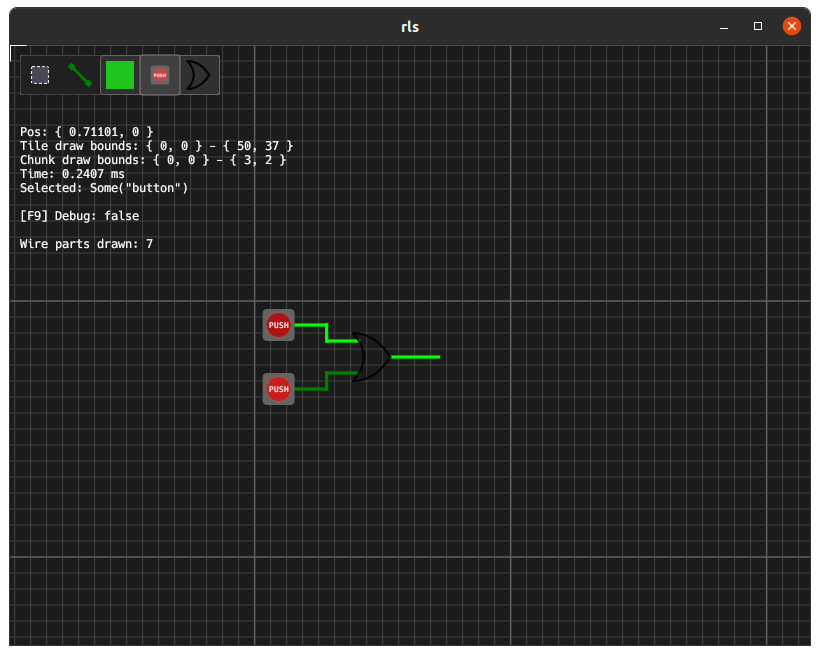 rls
PUSH
Pos: { 0.71101, 0 }
Tile draw bounds: { 0, 0 } - { 50, 37 }
Chunk draw bounds: { 0, 0 } - { 3, 2 }
Time: 0.2407 ms
Selected: Some("button")
[F9] Debug: false
Wire parts drawn: 7
PUSH
PUSH